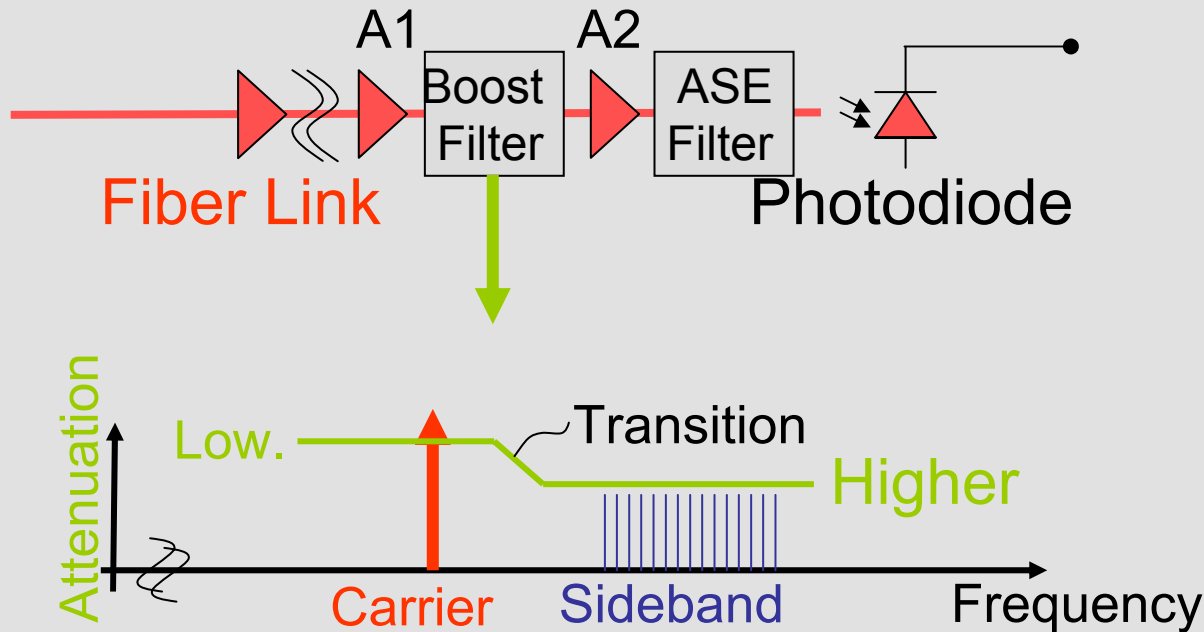 A1
A2
Boost
Filter
ASE
Filter
Fiber Link
Photodiode
Attenuation
Low.
Transition
Higher
Carrier
Sideband
Frequency